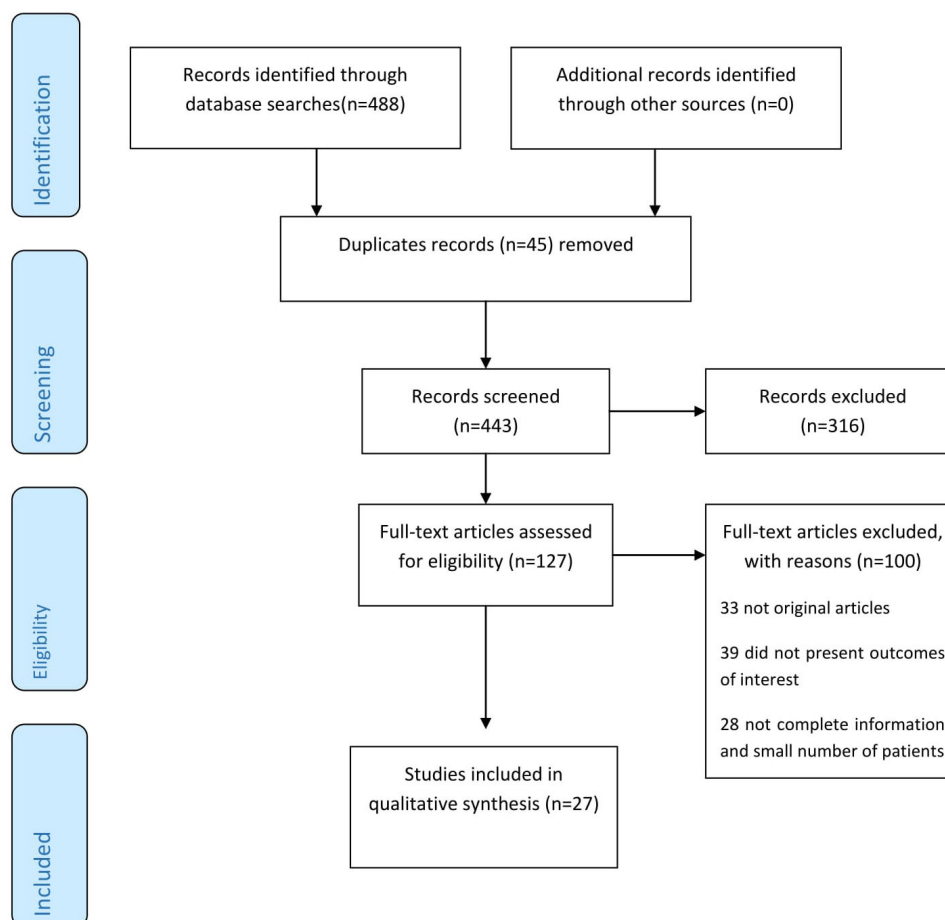 Identification
Records identified through
database searches(n=488)
Additional records identified
through other sources (n=0)
Duplicates records (n=45) removed
Screening
Records screened
(n=443)
Records excluded
(n=316)
Eligibility
Full-text articles assessed
for eligibility (n=127)
Full-text articles excluded,
with reasons (n=100)
33 not original articles
39 did not present outcomes
of interest
28 not complete information
and small number of patients
Included
Studies included in
qualitative synthesis (n=27)